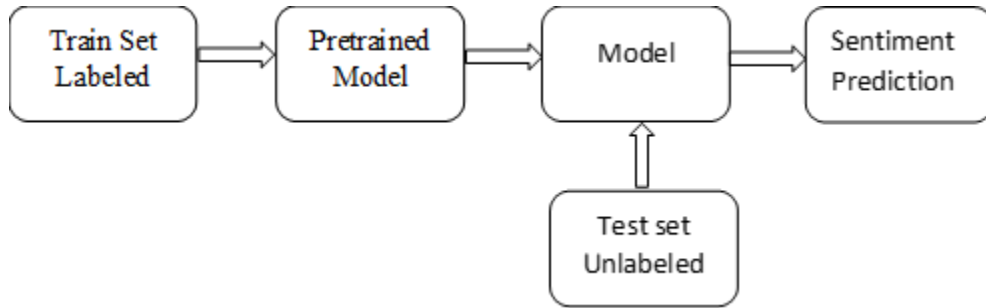 Train Set
Labeled
Pretrained
Model
Model
Sentiment
Prediction
Test set
Unlabeled